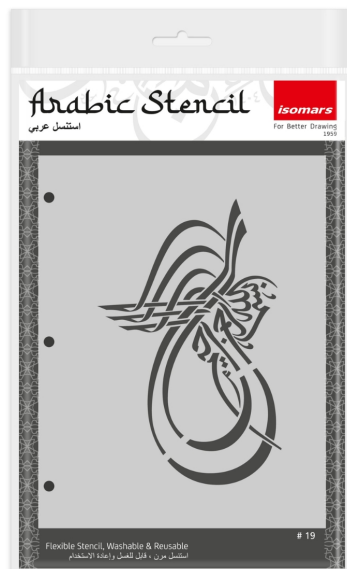 Arabic Stencil
استنسل عربي
isomars
For Better Drawing
1959
# 19
Flexible Stencil, Washable & Reusable
استنسل مرن ، قابل للغسل وإعادة الاستخدام